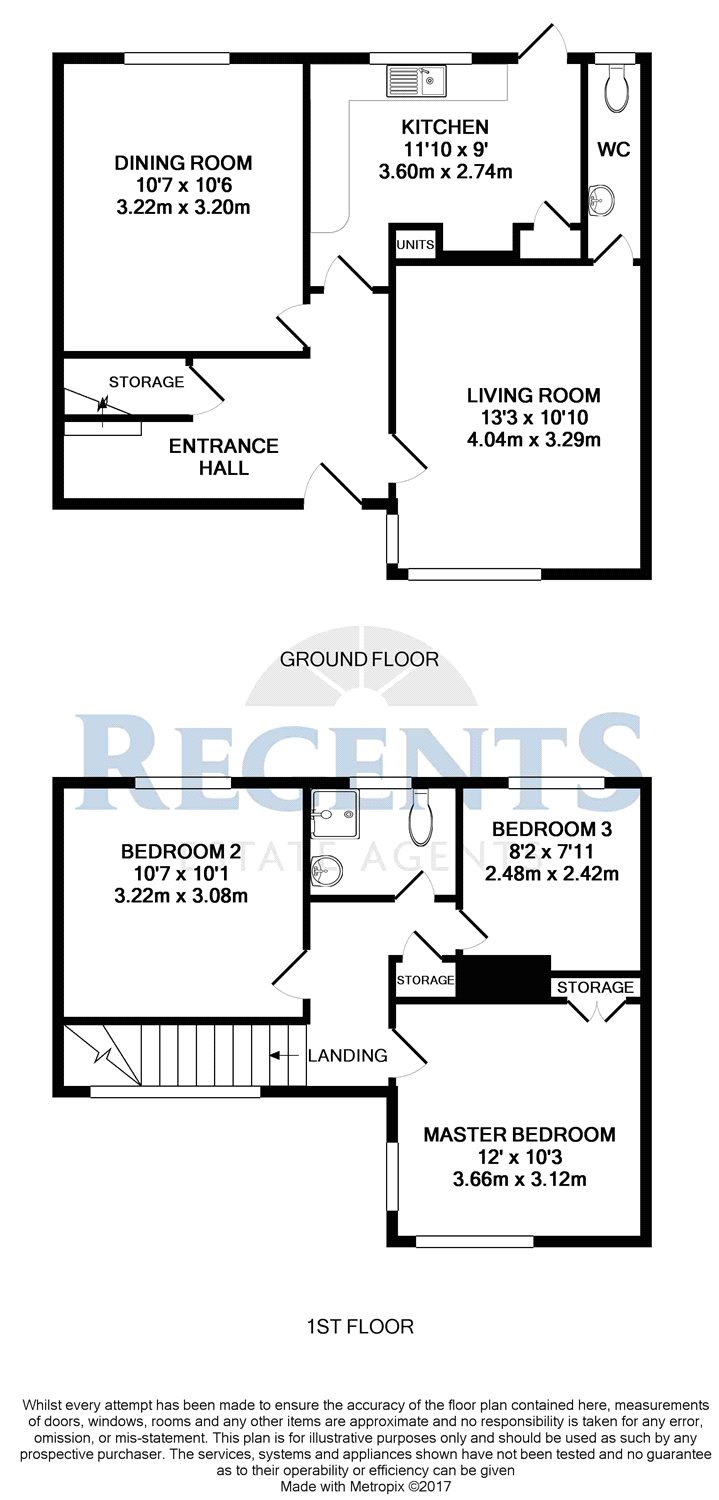 DINING ROOM
10'7 x 10'6
3.22m x 3.20m
KITCHEN
11'10 x 9'
3.60m x 2.74m
WC
UNITS
STORAGE
LIVING ROOM
13'3 x 10'10
4.04m x 3.29m
ENTRANCE
HALL
GROUND FLOOR
REGENTS
ESTATE AGENTS
BEDROOM 2
10'7 x 10'1
3.22m x 3.08m
BEDROOM 3
8'2 x 7'11
2.48m x 2.42m
STORAGE
STORAGE
LANDING
MASTER BEDROOM
12' x 10'3
3.66m x 3.12m
1ST FLOOR
Whilst every attempt has been made to ensure the accuracy of the floor plan contained here, measurements
of doors, windows, rooms and any other items are approximate and no responsibility is taken for any error,
omission, or mis-statement. This plan is for illustrative purposes only and should be used as such by any
prospective purchaser. The services, systems and appliances shown have not been tested and no guarantee
as to their operability or efficiency can be given
Made with Metropix ©2017